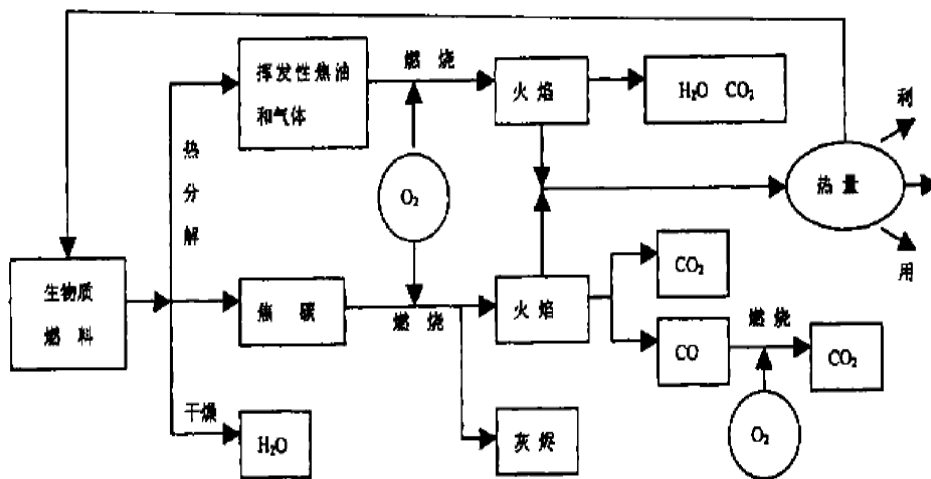 挥发性焦油
和气体
燃 烧
火 焰
H₂O CO₂
利
热
分
解
O₂
热 量
用
生物质
燃 料
焦 碳
燃 烧
火 焰
CO₂
CO
燃烧
CO₂
干燥
H₂O
灰 烬
O₂